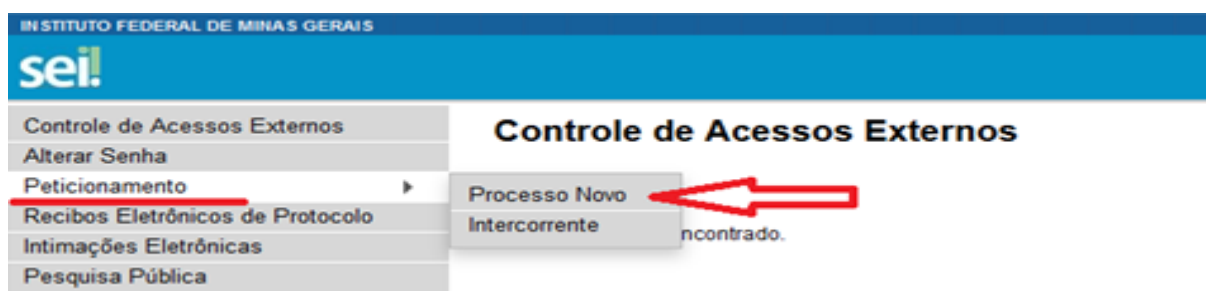 INSTITUTO FEDERAL DE MINAS GERAIS
sei!
Controle de Acessos Externos
Alterar Senha
Peticionamento
Recibos Eletrônicos de Protocolo
Intimações Eletrônicas
Pesquisa Pública
Controle de Acessos Externos
Processo Novo
Intercorrente
ncontrado.